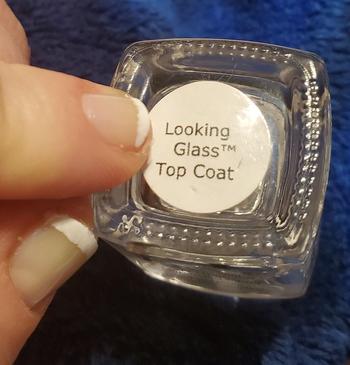 Looking
Glass™
Top Coat